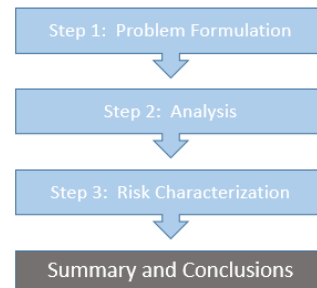 Step 1:  Problem Formulation
Step 2:  Analysis
Step 3:  Risk Characterization
Summary and Conclusions